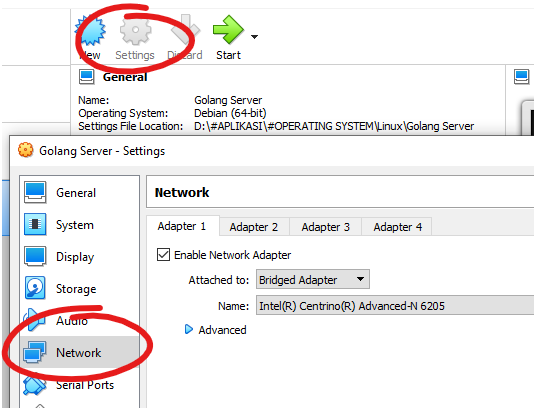 New Settings Discard Start
General
Name: Golang Server
Operating System: Debian (64-bit)
Settings File Location: D:\#APLIKASI\#OPERATING SYSTEM\Linux\Golang Server
Golang Server - Settings
General
System
Display
Storage
Audio
Network
Serial Ports
Network
Adapter 1 Adapter 2 Adapter 3 Adapter 4
Enable Network Adapter
Attached to: Bridged Adapter
Name: Intel(R) Centrino(R) Advanced-N 6205
Advanced